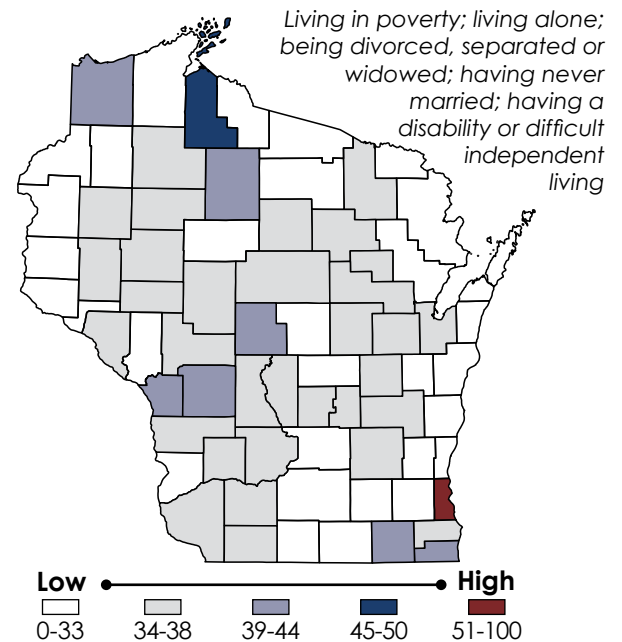 Living in poverty; living alone;
being divorced, separated or
widowed; having never
married; having a
disability or difficult
independent
living
Low High
0-33 34-38 39-44 45-50 51-100